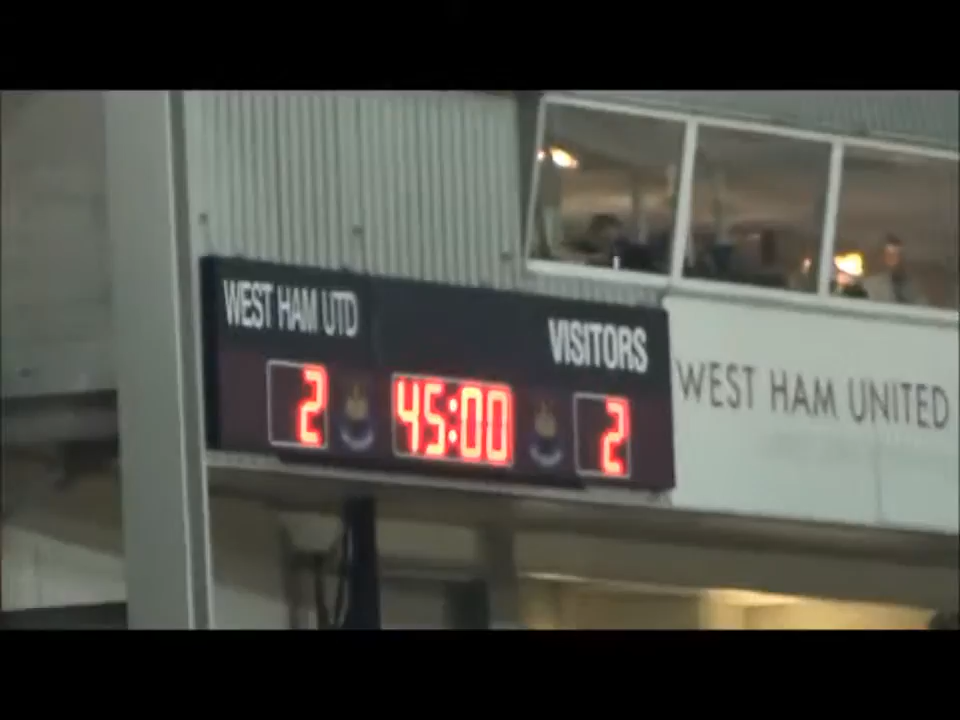 WEST HAM UTD
VISITORS
2
45:00
2
WEST HAM UNITED